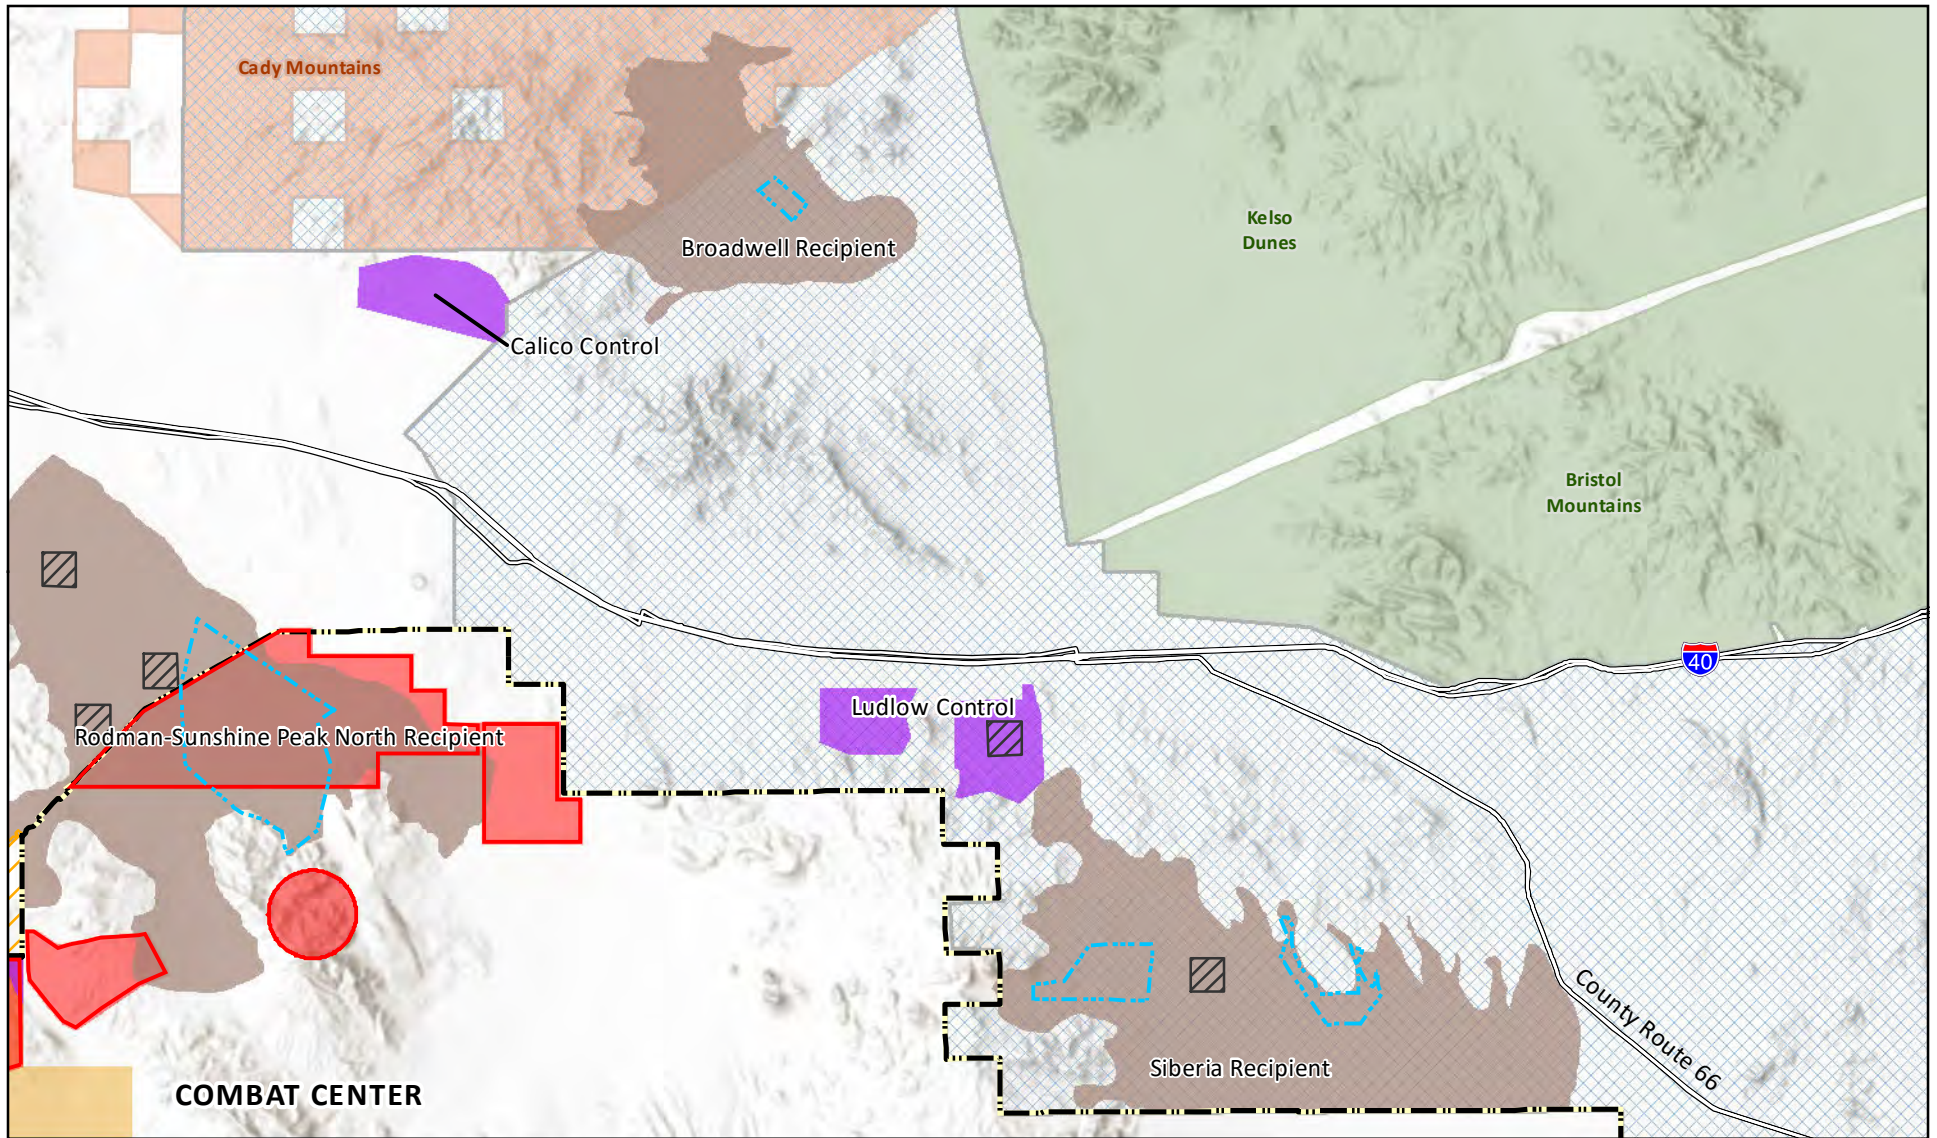 Cady Mountains
Kelso
Dunes
Broadwell Recipient
Calico Control
Bristol
Mountains
40
Ludlow Control
Rodman-Sunshine Peak North Recipient
County Route 66
Siberia Recipient
COMBAT CENTER